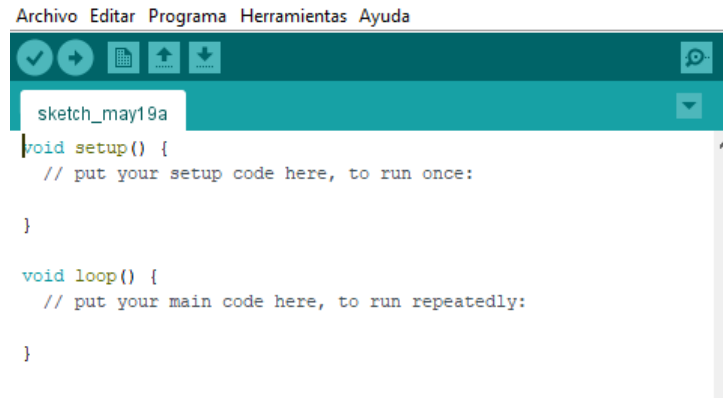 Archivo Editar Programa Herramientas Ayuda
sketch_may19a
void setup() {
  // put your setup code here, to run once:
}
void loop() {
  // put your main code here, to run repeatedly:
}